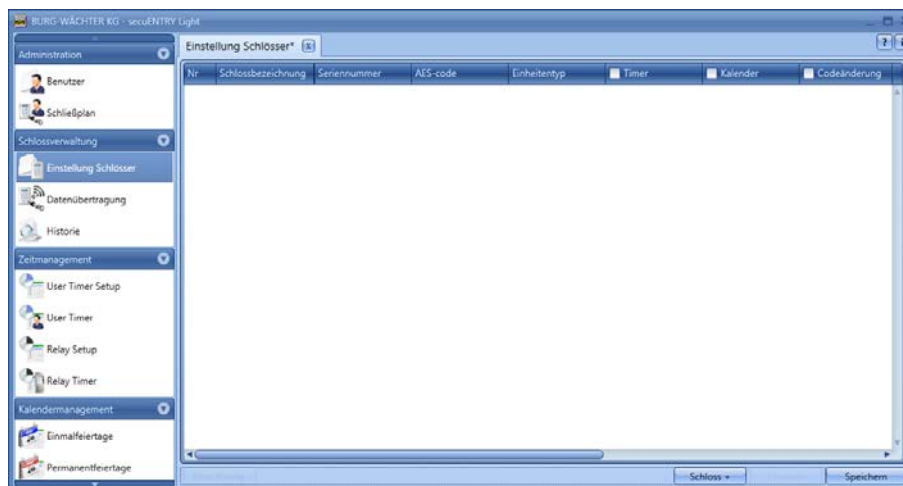 BURG-WÄCHTER KG - secuENTRY Light
Administration
Benutzer
Schließplan
Schlossverwaltung
Einstellung Schlösser
Datenübertragung
Historie
Zeitmanagement
User Timer Setup
User Timer
Relay Setup
Relay Timer
Kalendermanagement
Einmalfeiertage
Permanentfeiertage
Einstellung Schlösser* x
?
Nr Schlossbezeichnung Seriennummer AES-code Einheitentyp Timer Kalender Codeänderung
Schloss +
Speichern